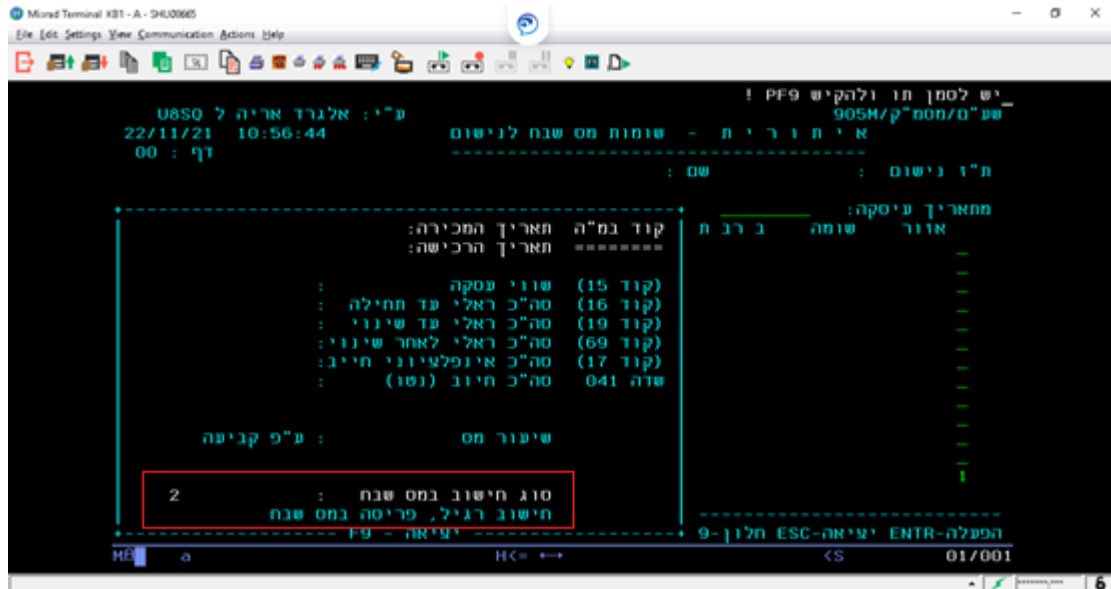 Misrad Terminal XB1 - A - SHU08665
File Edit Settings View Communication Actions Help
יש לסמן תו ולהקיש PF9 !
שע"ם/מסמ"ק/905M ע"י: אלגרד אריה ל U8SQ
א י ת ו ר י ת - שומות מס שבח לנישום 22/11/21 10:56:44
דף : 00
ת"ז נישום : שם :
מתאריך עיסקה:
אזור שומה ב רב ת
קוד במ"ה תאריך המכירה:
======== תאריך הרכישה:
(קוד 15) שווי עסקה :
(קוד 16) סה"כ ראלי עד תחילה :
(קוד 19) סה"כ ראלי עד שינוי :
(קוד 69) סה"כ ראלי לאחר שינוי:
(קוד 17) סה"כ אינפלציוני חייב:
שדה 041 סה"כ חיוב (נטו) :
שיעור מס : ע"פ קביעה
1
סוג חישוב במס שבח : 2
חישוב רגיל, פריסה במס שבח
יציאה - F9
הפעלה-ENTR יציאה-ESC חלון-9
MA a H<= ↔ <S 01/001